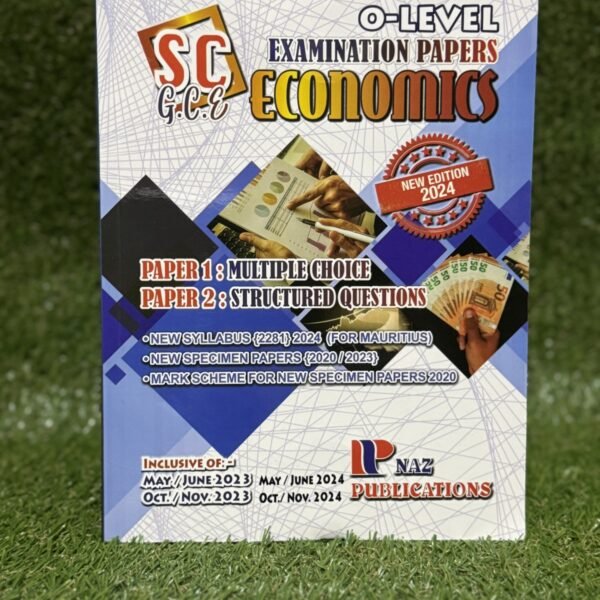 O-LEVEL
SC
G.C.E
EXAMINATION PAPERS
ECONOMICS
NEW EDITION
2024
PAPER 1 : MULTIPLE CHOICE
PAPER 2 : STRUCTURED QUESTIONS
• NEW SYLLABUS {2281} 2024 (FOR MAURITIUS)
• NEW SPECIMEN PAPERS {2020 / 2023}
• MARK SCHEME FOR NEW SPECIMEN PAPERS 2020
INCLUSIVE OF:-
MAY / JUNE 2023 MAY / JUNE 2024
OCT. / NOV. 2023 OCT. / NOV. 2024
NAZ
PUBLICATIONS